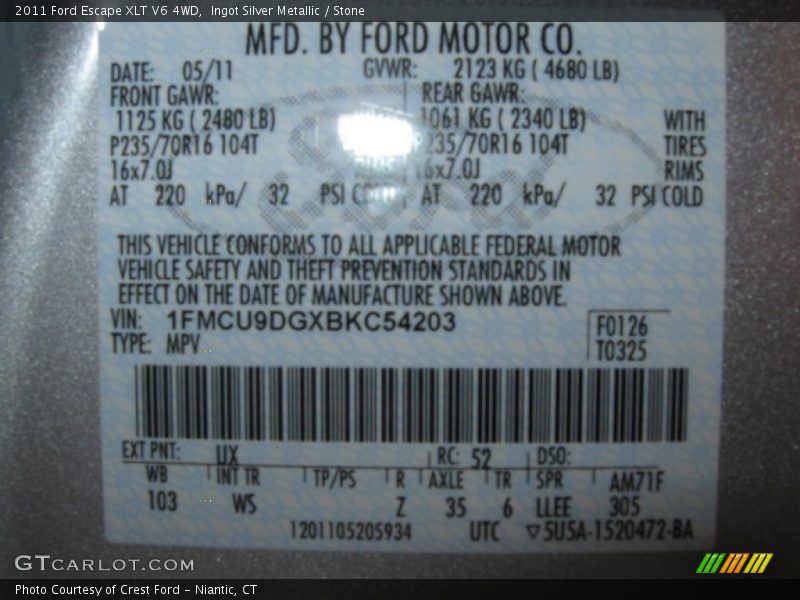 2011 Ford Escape XLT V6 4WD,  Ingot Silver Metallic / Stone
MFD. BY FORD MOTOR CO.
DATE: 05/11 GVWR: 2123 KG ( 4680 LB)
FRONT GAWR: REAR GAWR:
1125 KG ( 2480 LB) 1061 KG ( 2340 LB) WITH
P235/70R16 104T 235/70R16 104T TIRES
16x7.0J 16x7.0J RIMS
AT 220 kPa/ 32 PSI COLD AT 220 kPa/ 32 PSI COLD
THIS VEHICLE CONFORMS TO ALL APPLICABLE FEDERAL MOTOR
VEHICLE SAFETY AND THEFT PREVENTION STANDARDS IN
EFFECT ON THE DATE OF MANUFACTURE SHOWN ABOVE.
VIN: 1FMCU9DGXBKC54203 F0126
TYPE: MPV T0325
EXT PNT: UX RC: 52 DSO:
WB INT TR TP/PS R AXLE TR SPR AM71F
103 WS Z 35 6 LLEE 305
1201105205934 UTC ▽5U5A-1520472-BA
GTCARLOT.COM
Photo Courtesy of Crest Ford - Niantic, CT